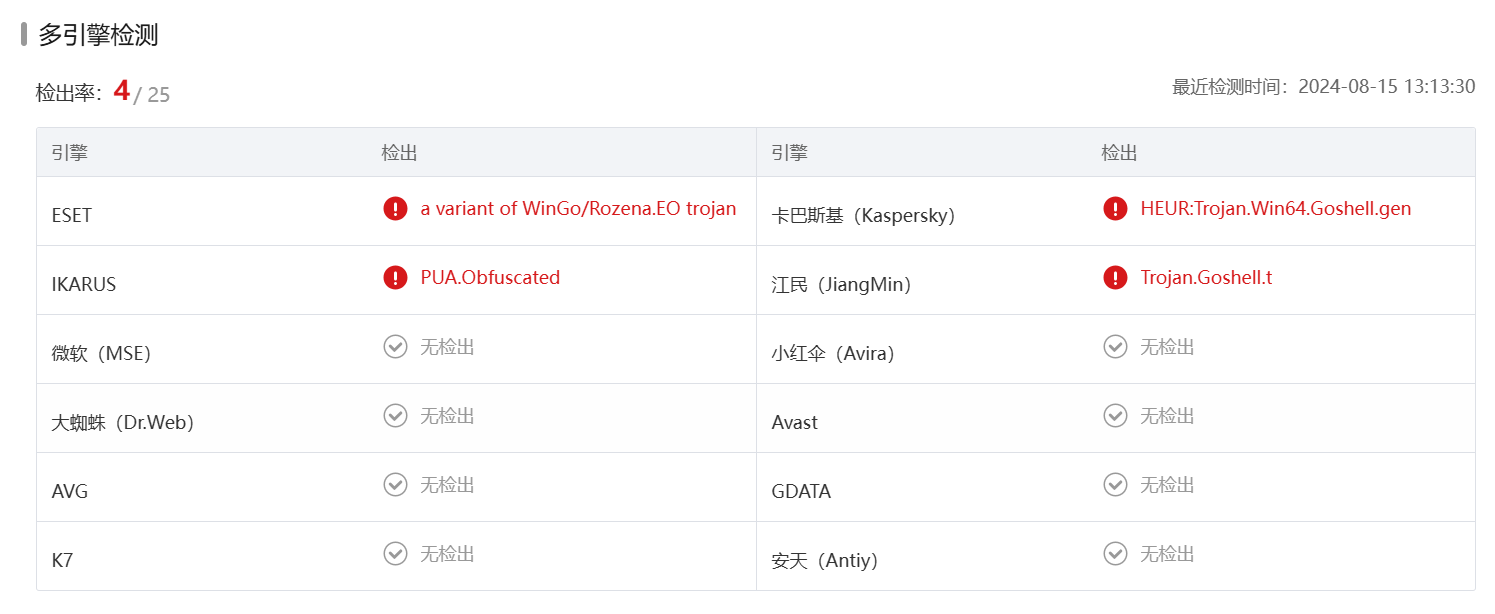 多引擎检测
检出率：4 / 25
最近检测时间：2024-08-15 13:13:30
引擎 检出 引擎 检出
ESET a variant of WinGo/Rozena.EO trojan 卡巴斯基（Kaspersky） HEUR:Trojan.Win64.Goshell.gen
IKARUS PUA.Obfuscated 江民（JiangMin） Trojan.Goshell.t
微软（MSE） 无检出 小红伞（Avira） 无检出
大蜘蛛（Dr.Web） 无检出 Avast 无检出
AVG 无检出 GDATA 无检出
K7 无检出 安天（Antiy） 无检出